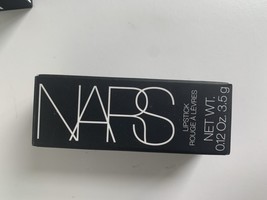 NARS
LIPSTICK
ROUGE À LÈVRES
NET WT.
0.12 Oz. 3.5 g